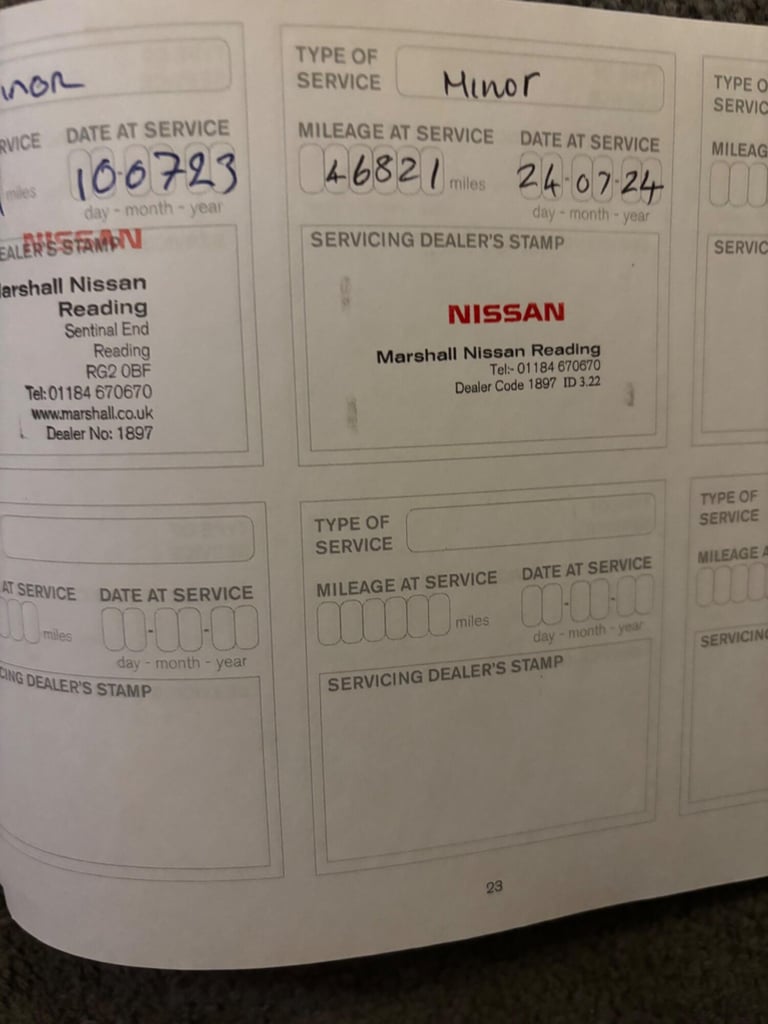 TYPE OF
SERVICE
Minor
MILEAGE AT SERVICE
DATE AT SERVICE
46821 miles
24-07-24
day - month - year
SERVICING DEALER'S STAMP
NISSAN
Marshall Nissan Reading
Tel:- 01184 670670
Dealer Code 1897 ID 3.22
inor
RVICE
DATE AT SERVICE
miles
100723
day - month - year
EALER'S STAMP
NISSAN
arshall Nissan
Reading
Sentinal End
Reading
RG2 0BF
Tel: 01184 670670
www.marshall.co.uk
Dealer No: 1897
TYPE O
SERVIC
MILEAG
SERVIC
AT SERVICE
DATE AT SERVICE
miles
day - month - year
CING DEALER'S STAMP
TYPE OF
SERVICE
MILEAGE AT SERVICE
DATE AT SERVICE
miles
day - month - year
SERVICING DEALER'S STAMP
TYPE OF
SERVICE
MILEAGE A
SERVICING
23